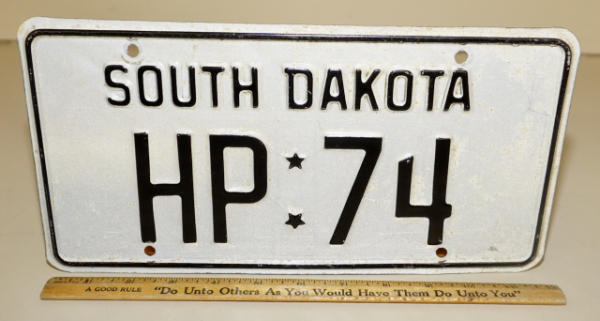 SOUTH DAKOTA
HP 74
A GOOD RULE "Do Unto Others As You Would Have Them Do Unto You"